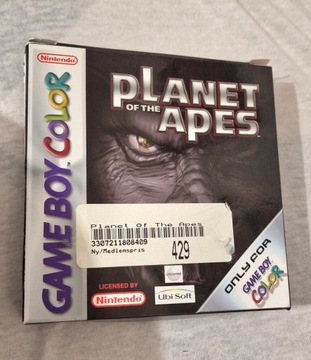 Nintendo
GAME BOY COLOR
PLANET
OF THE
APES
Planet Of The Apes
3307211808409
Ny/Medlemspris
429
LICENSED BY
Nintendo
Ubi Soft
ONLY FOR
GAME BOY
COLOR